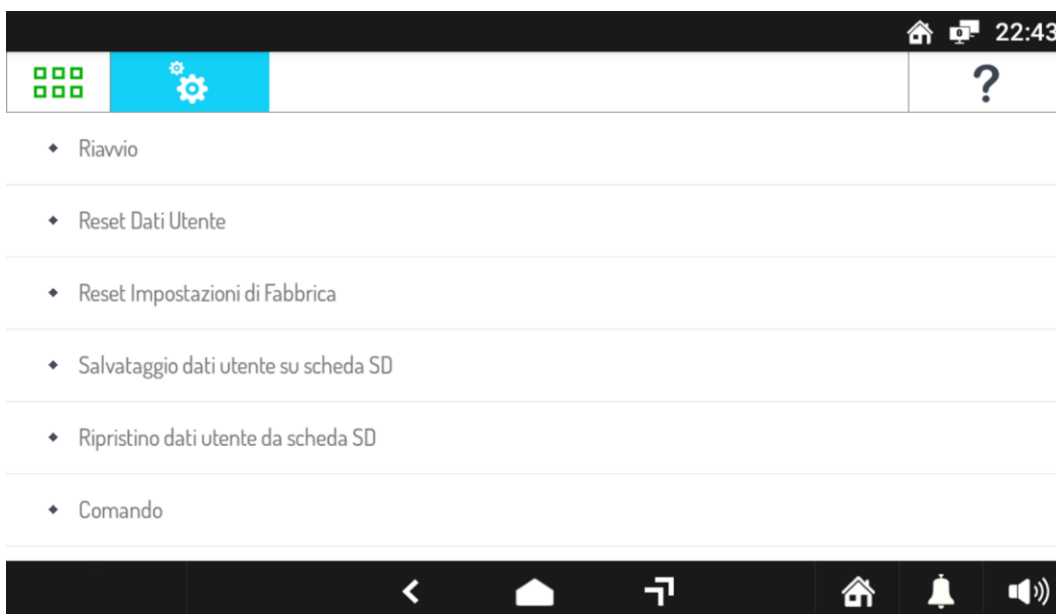 22:43
?
Riavvio
Reset Dati Utente
Reset Impostazioni di Fabbrica
Salvataggio dati utente su scheda SD
Ripristino dati utente da scheda SD
Comando